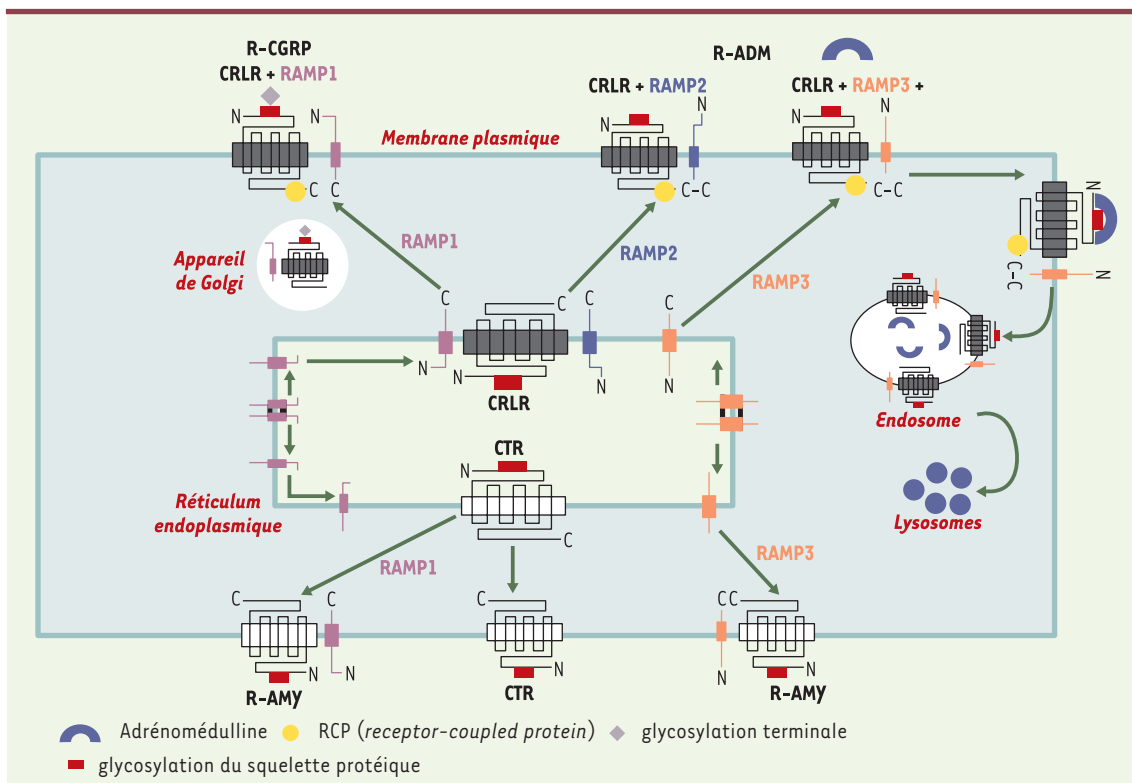 R-CGRP
CRLR + RAMP1
R-ADM
CRLR + RAMP2
CRLR + RAMP3 +
N
N
N
N
N
N
Membrane plasmique
C
C
C-C
C-C
N
C-C
N
Appareil
de Golgi
RAMP1
RAMP2
RAMP3
C
C
C
C
N
N
N
CRLR
Endosome
CTR
N
C
Réticulum
endoplasmique
Lysosomes
RAMP1
RAMP3
C
C
C
CC
N
N
N
N
N
R-AMY
CTR
R-AMY
Adrénomédulline
RCP (receptor-coupled protein)
glycosylation terminale
glycosylation du squelette protéique